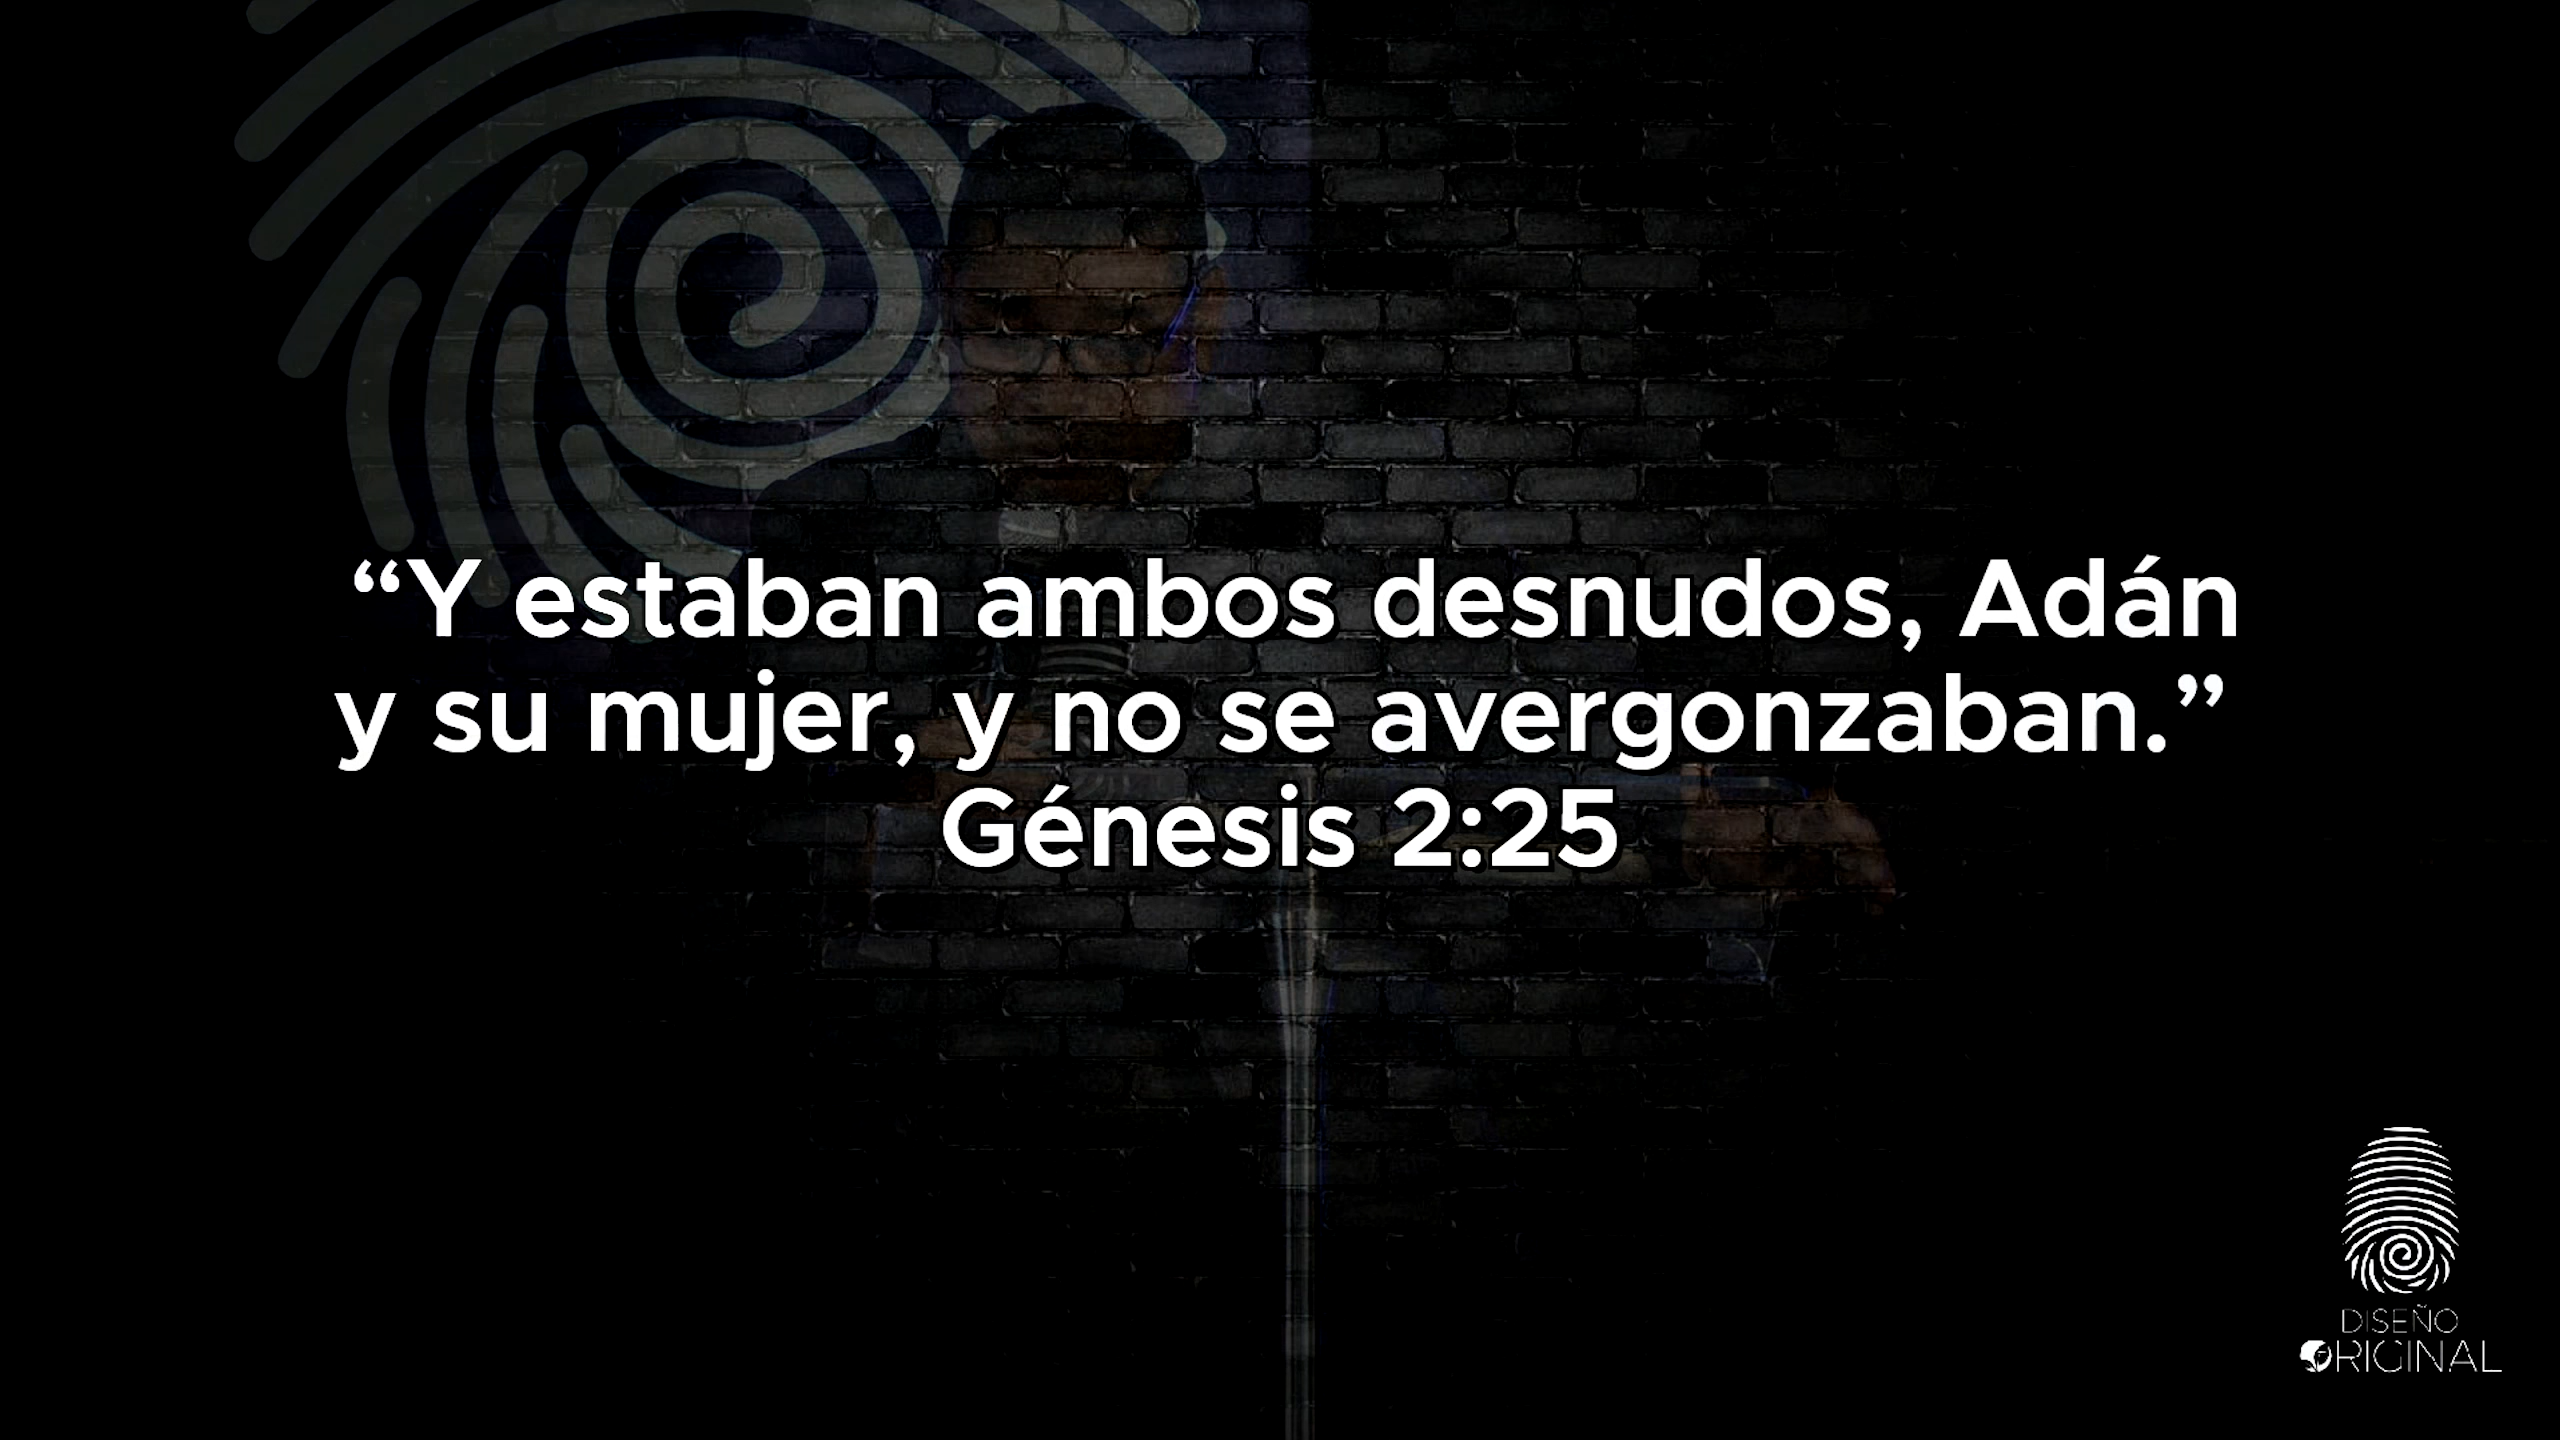 “Y estaban ambos desnudos, Adán
y su mujer, y no se avergonzaban.”
Génesis 2:25
DISEÑO
ORIGINAL